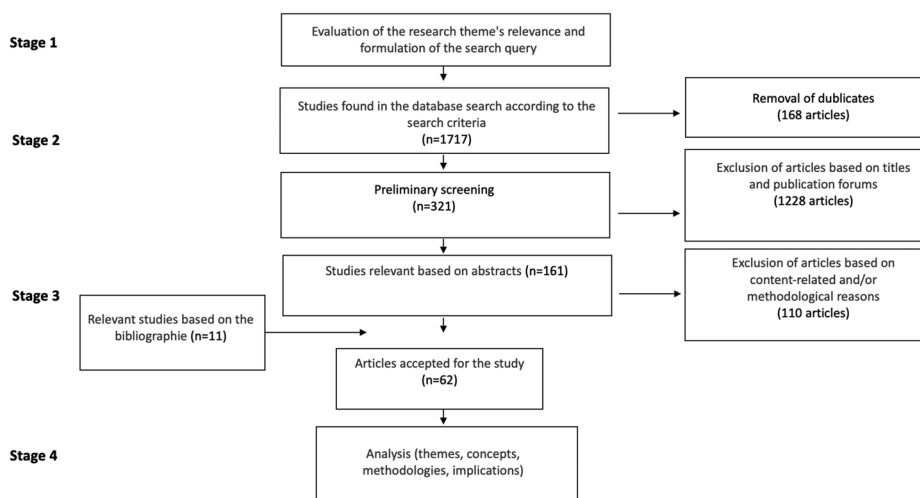 Stage 1
Evaluation of the research theme's relevance and
formulation of the search query
Stage 2
Studies found in the database search according to the
search criteria
(n=1717)
Removal of dublicates
(168 articles)
Preliminary screening
(n=321)
Exclusion of articles based on titles
and publication forums
(1228 articles)
Stage 3
Studies relevant based on abstracts (n=161)
Exclusion of articles based on
content-related and/or
methodological reasons
(110 articles)
Relevant studies based on the
bibliographie (n=11)
Articles accepted for the study
(n=62)
Stage 4
Analysis (themes, concepts,
methodologies, implications)